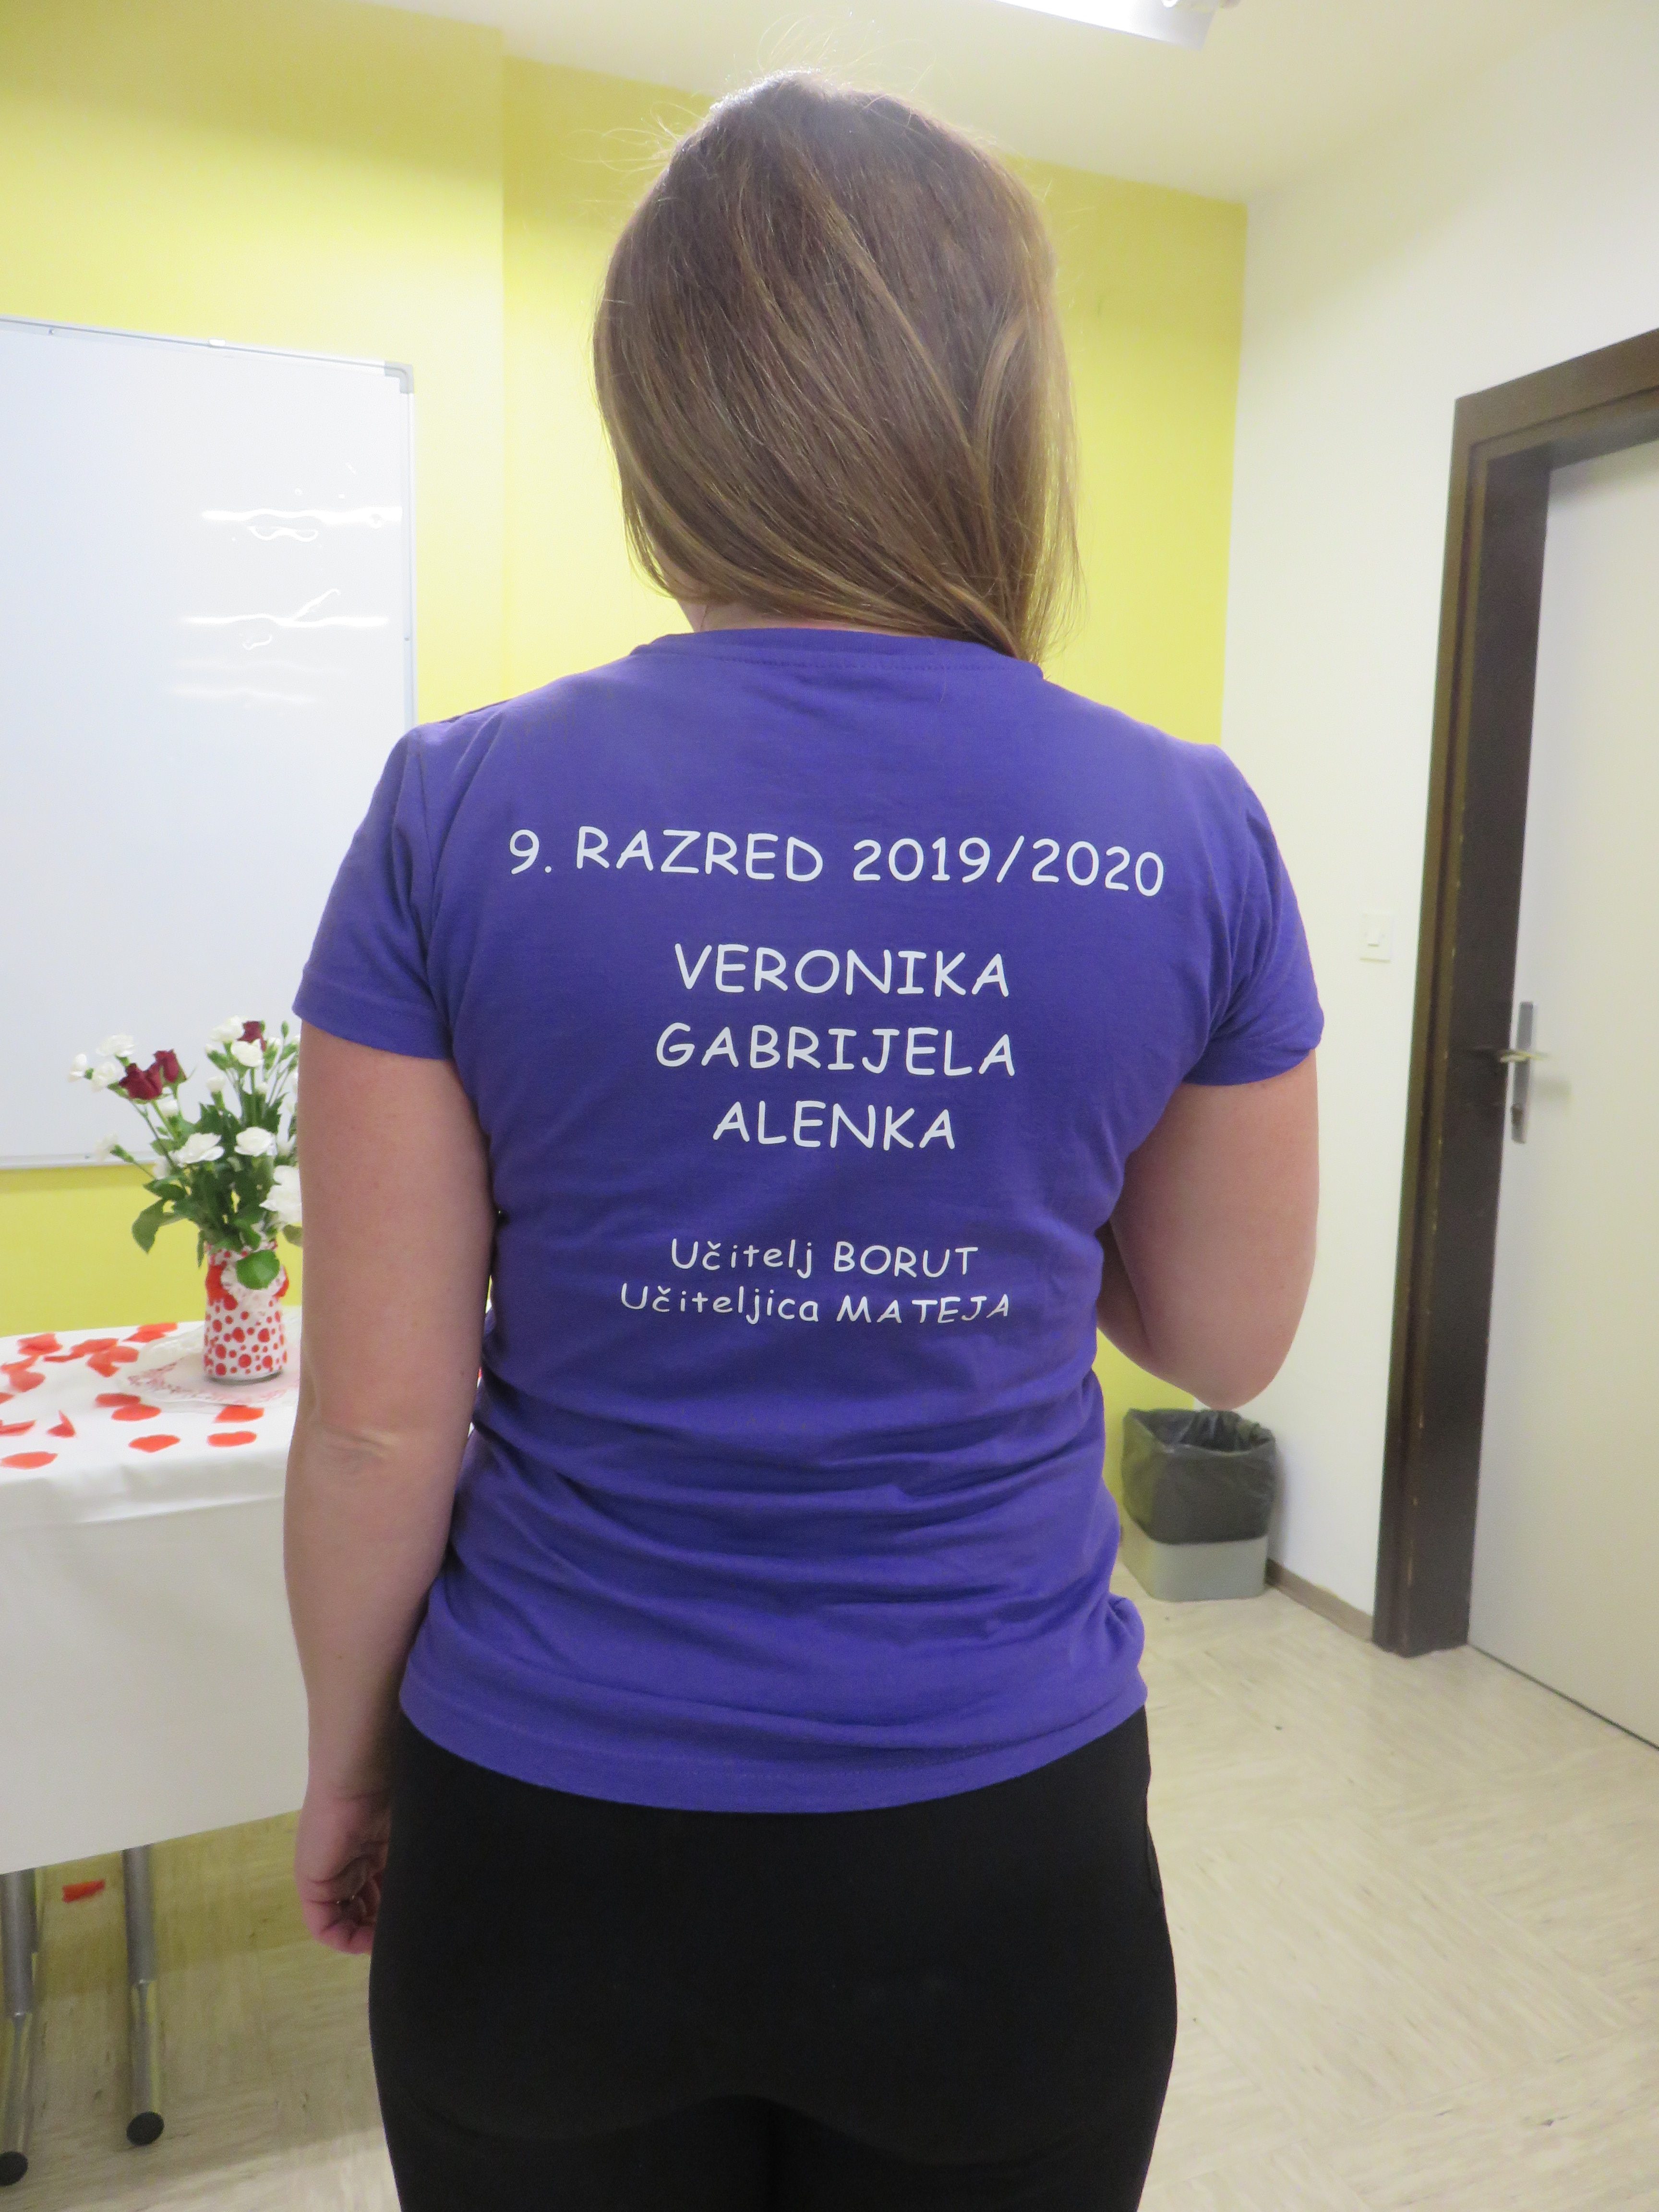 9. RAZRED 2019/2020
VERONIKA
GABRIJELA
ALENKA
Učitelj BORUT
Učiteljica MATEJA